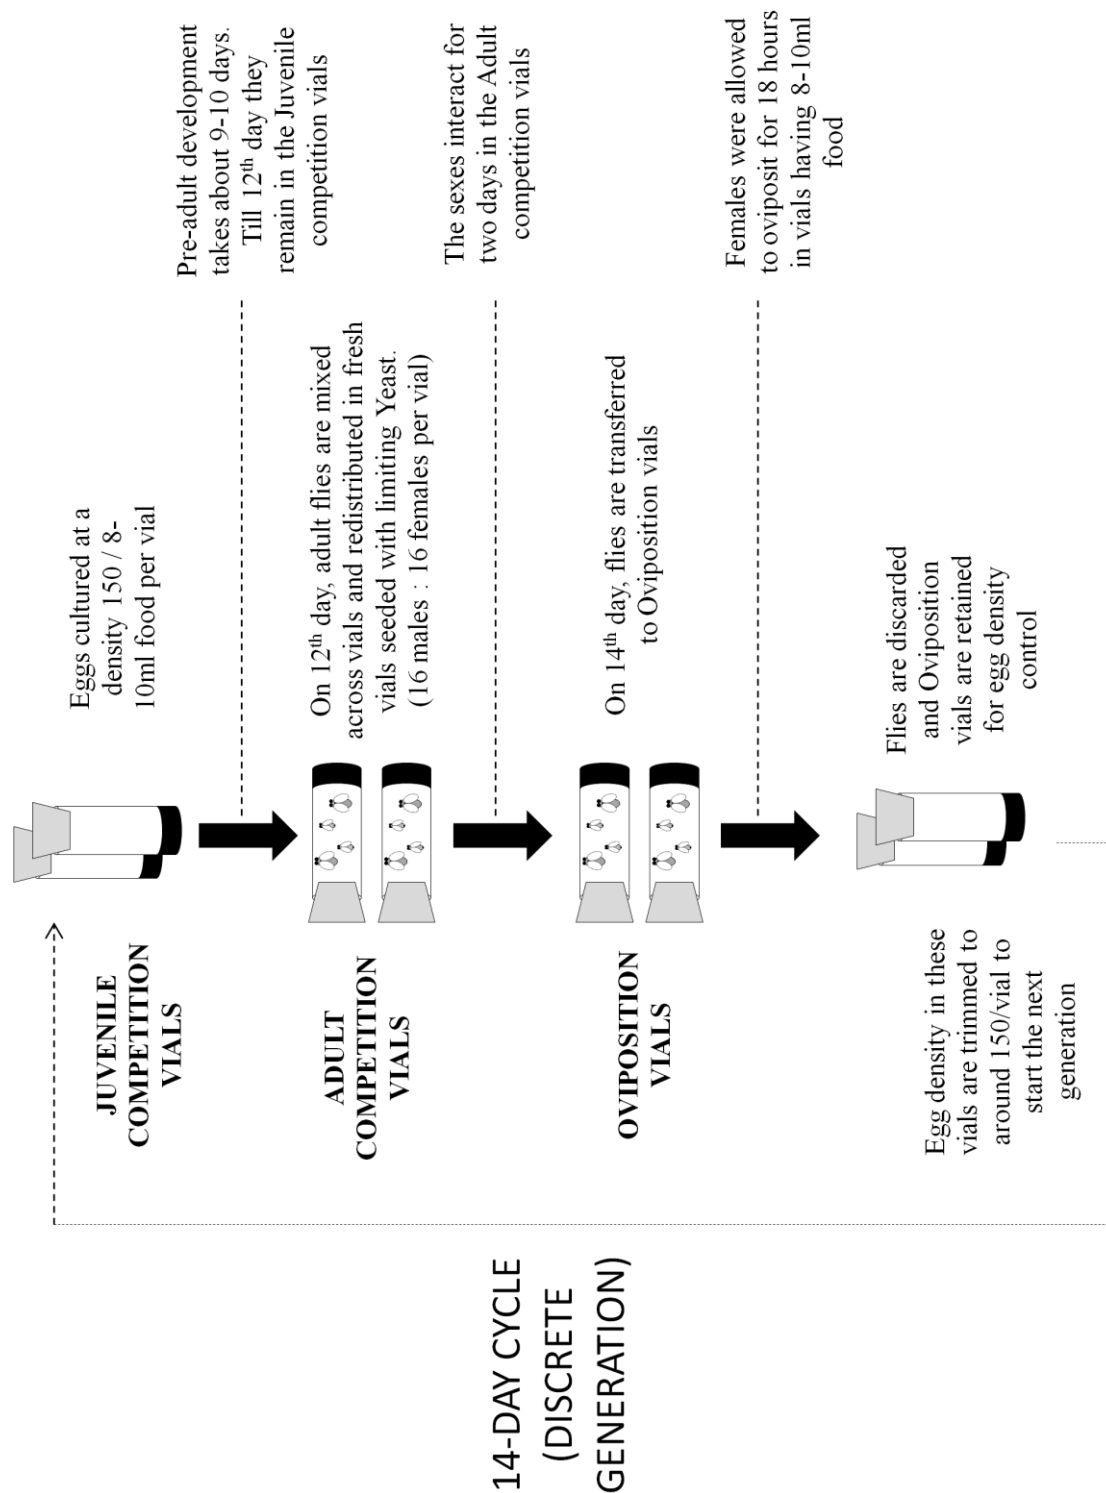 Eggs cultured at a
density 150 / 8-
10ml food per vial
Pre-adult development
takes about 9-10 days.
Till 12th day they
remain in the Juvenile
competition vials
JUVENILE
COMPETITION
VIALS
On 12th day, adult flies are mixed
across vials and redistributed in fresh
vials seeded with limiting Yeast.
(16 males : 16 females per vial)
The sexes interact for
two days in the Adult
competition vials
ADULT
COMPETITION
VIALS
On 14th day, flies are transferred
to Oviposition vials
Females were allowed
to oviposit for 18 hours
in vials having 8-10ml
food
OVIPOSITION
VIALS
Flies are discarded
and Oviposition
vials are retained
for egg density
control
Egg density in these
vials are trimmed to
around 150/vial to
start the next
generation
14-DAY CYCLE
(DISCRETE
GENERATION)